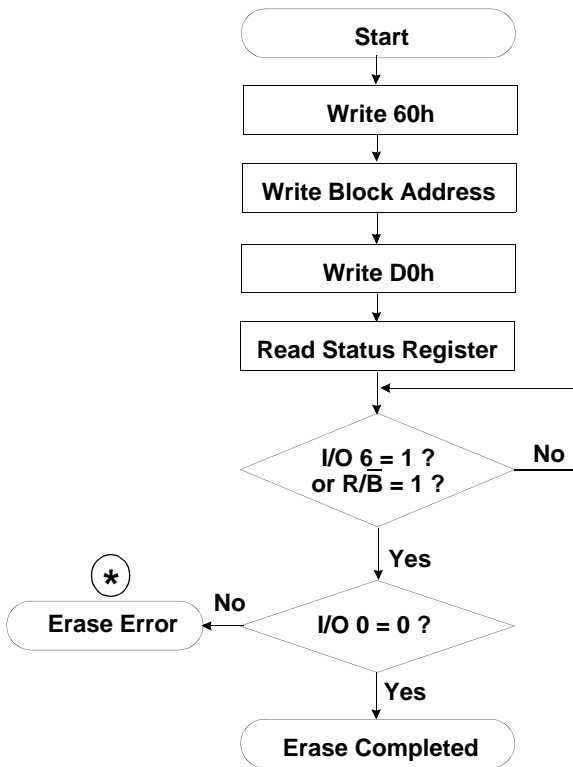 Start
Write 60h
Write Block Address
Write D0h
Read Status Register
I/O 6 = 1 ?
or R/B̅ = 1 ?
No
Yes
*
No
Erase Error
I/O 0 = 0 ?
Yes
Erase Completed